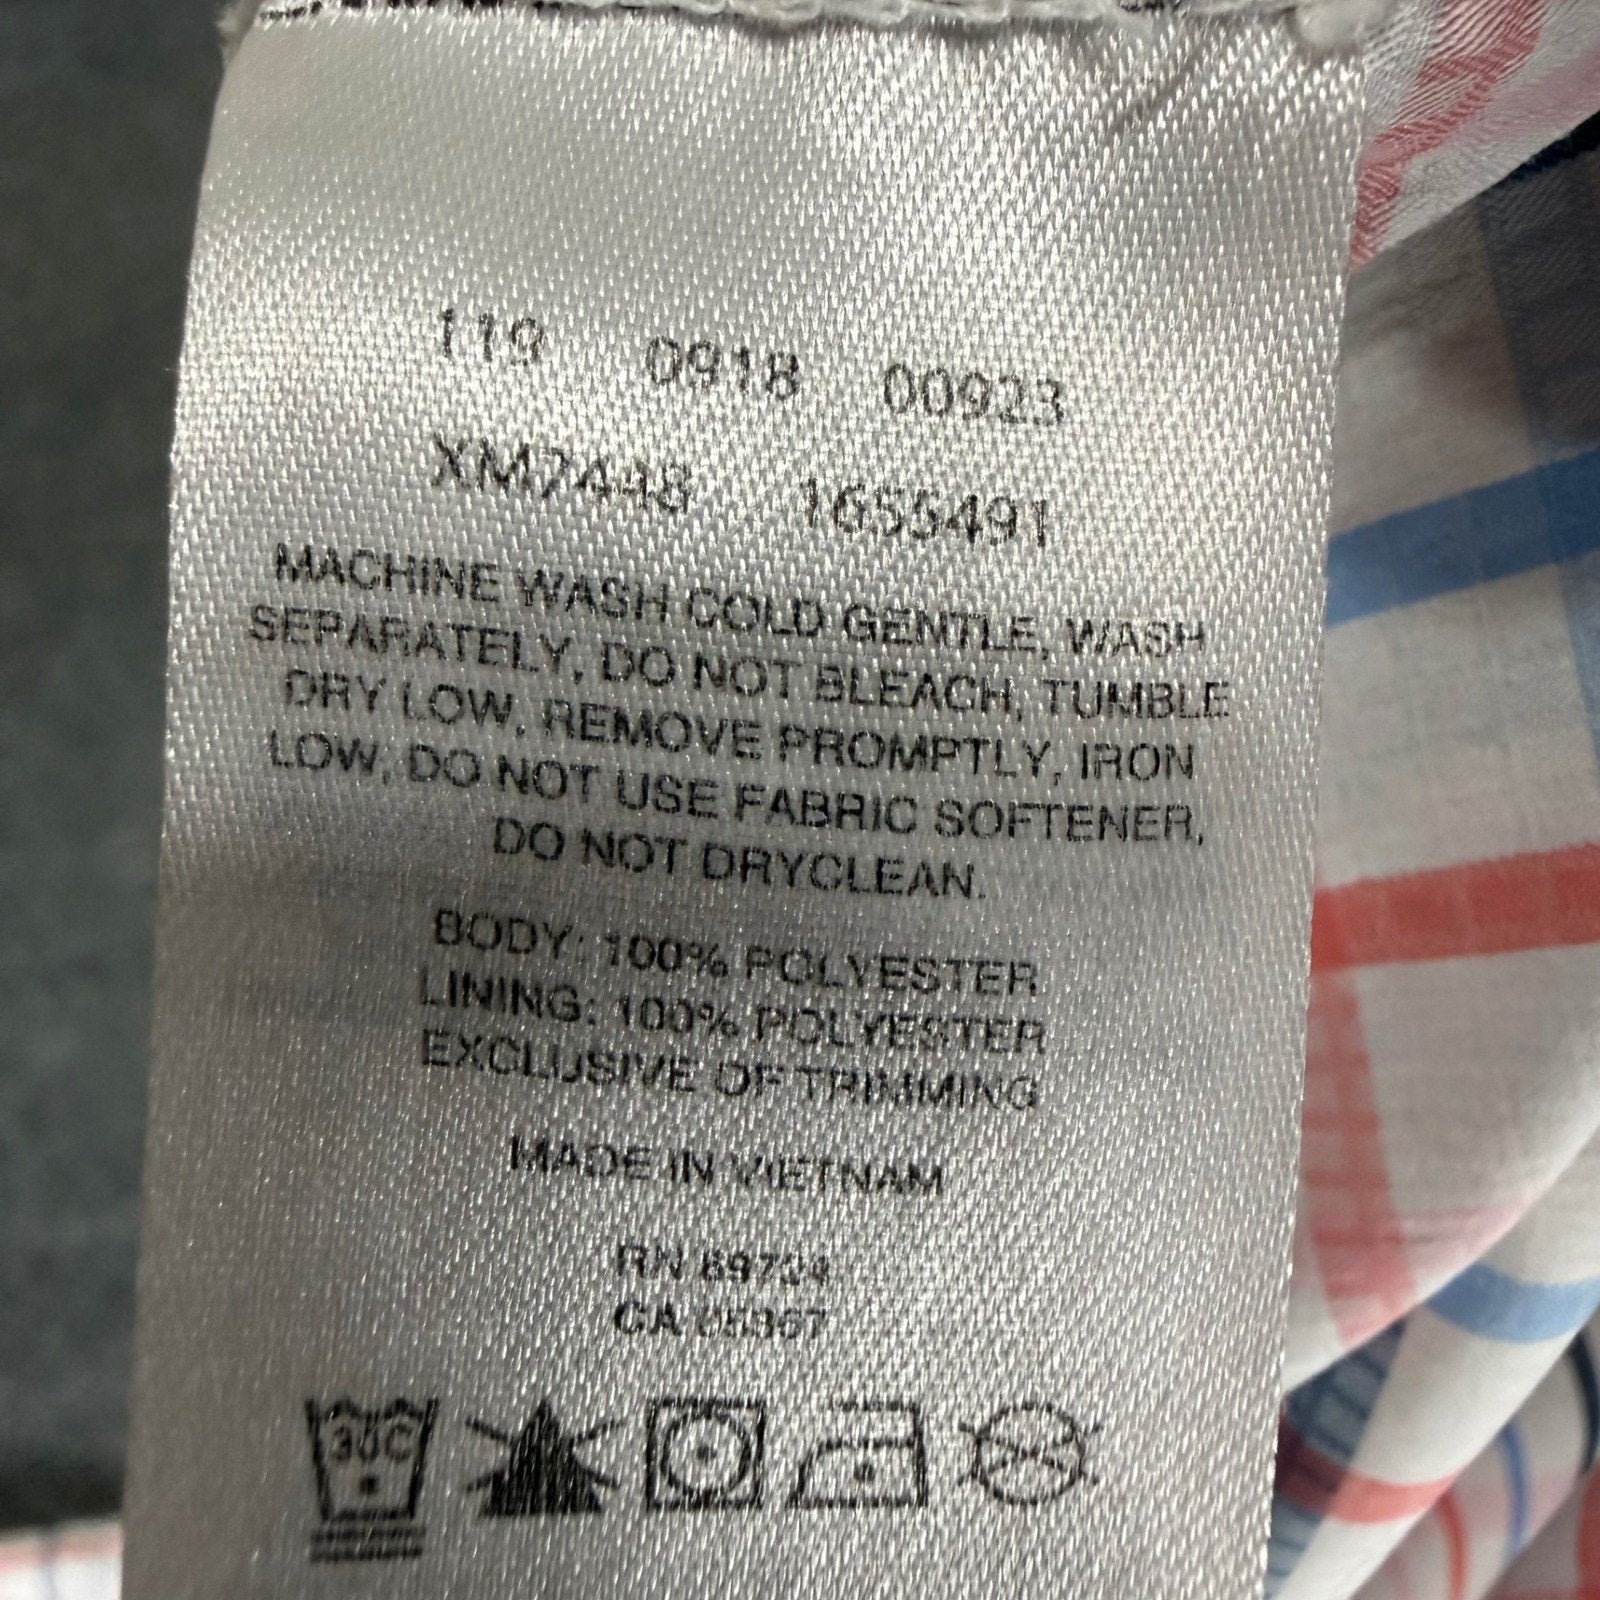 119 0918 00923
XM7448 1655491
MACHINE WASH COLD GENTLE, WASH
SEPARATELY, DO NOT BLEACH, TUMBLE
DRY LOW, REMOVE PROMPTLY, IRON
LOW, DO NOT USE FABRIC SOFTENER,
DO NOT DRYCLEAN.
BODY: 100% POLYESTER
LINING: 100% POLYESTER
EXCLUSIVE OF TRIMMING
MADE IN VIETNAM
RN
CA
30C